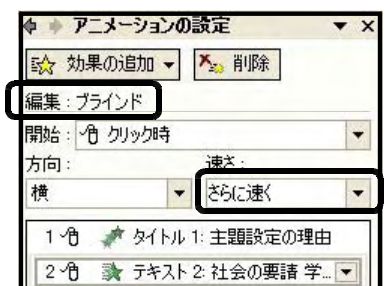 アニメーションの設定
効果の追加 削除
編集：ブラインド
開始： クリック時
方向： 速さ：
横 さらに速く
1 タイトル 1: 主題設定の理由
2 テキスト 2: 社会の要請 学...